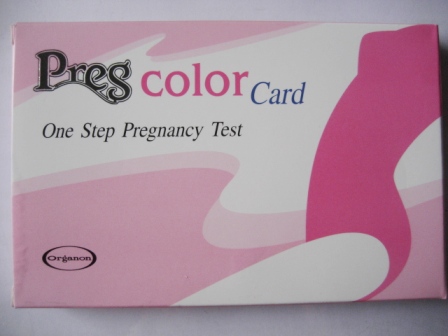 Preg color Card
One Step Pregnancy Test
Organon